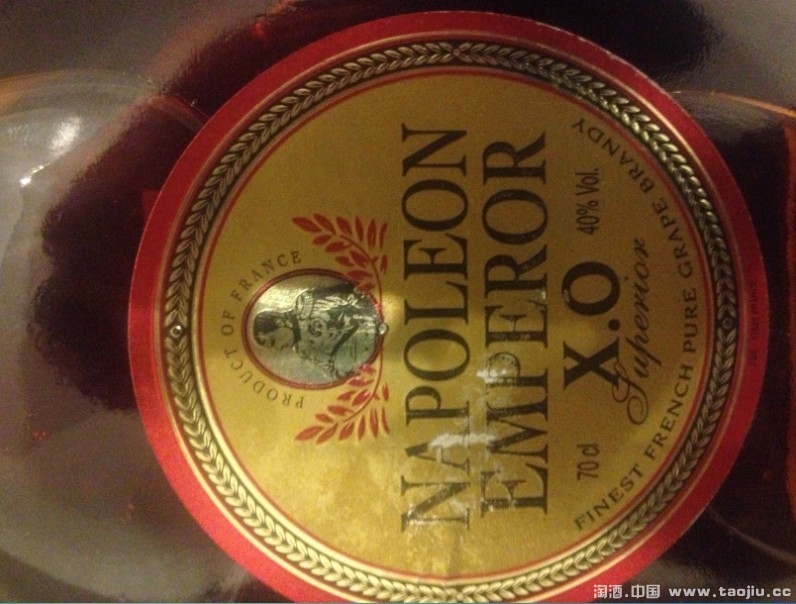 PRODUCT OF FRANCE
NAPOLEON
EMPEROR
X.O
70 cl 40% Vol.
Superior
FINEST FRENCH PURE GRAPE BRANDY
淘酒.中国 www.taojiu.cc